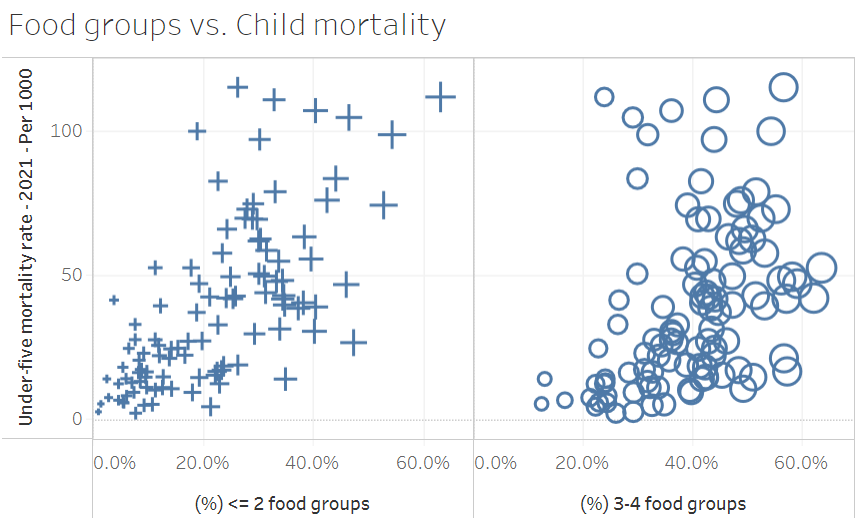 Food groups vs. Child mortality
Under-five mortality rate - 2021 - Per 1000
100
50
0
0.0%
20.0%
40.0%
60.0%
0.0%
20.0%
40.0%
60.0%
(%) <= 2 food groups
(%) 3-4 food groups